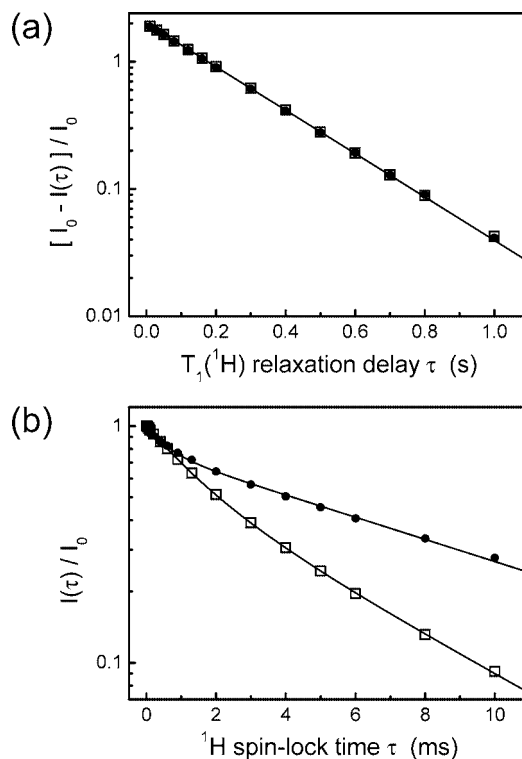 (a)
1
0.1
0.01
[ I₀ - I(τ) ] / I₀
0.0 0.2 0.4 0.6 0.8 1.0
T₁(¹H) relaxation delay τ (s)
(b)
1
0.1
I(τ) / I₀
0 2 4 6 8 10
¹H spin-lock time τ (ms)